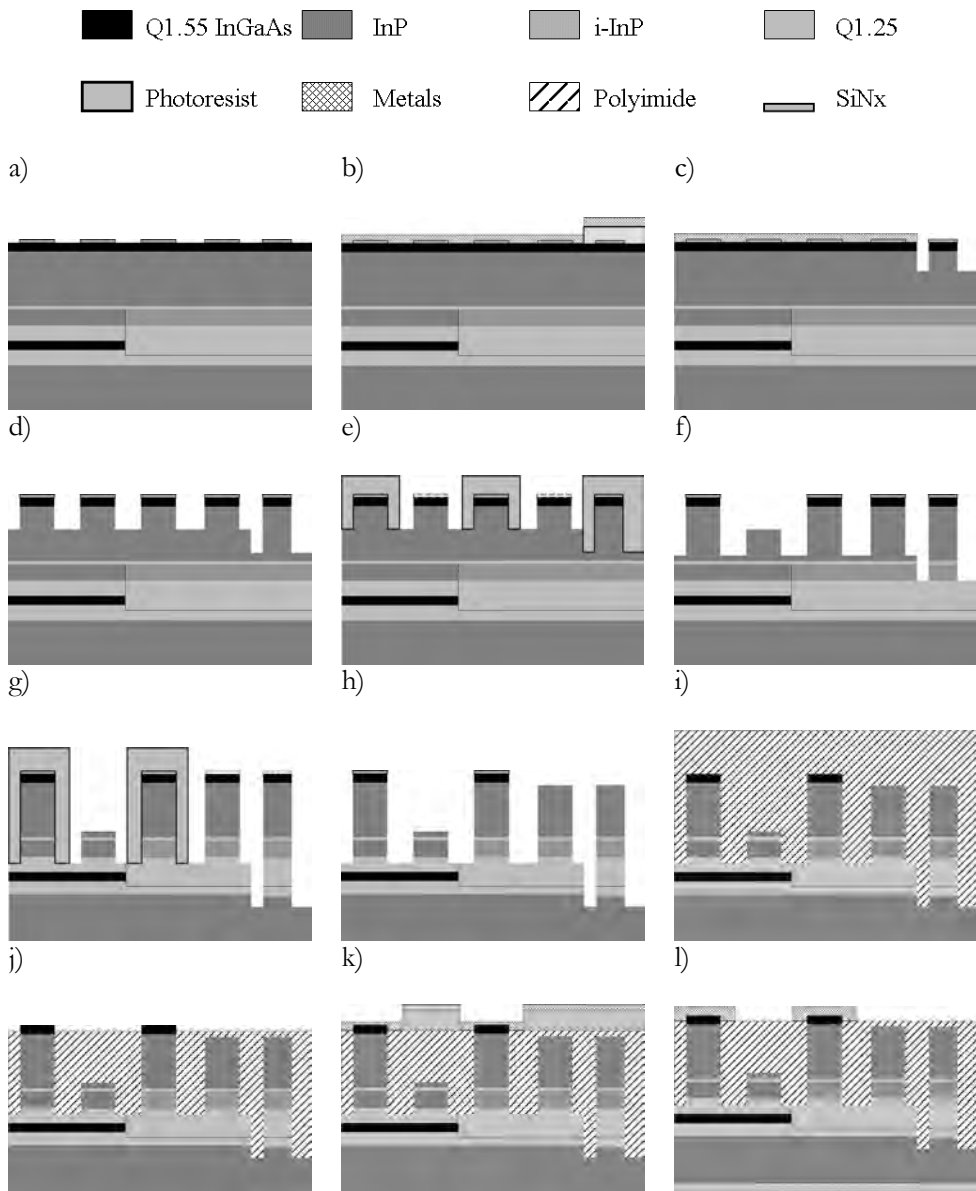 Q1.55 InGaAs InP i-InP Q1.25
Photoresist Metals Polyimide SiNx
a) b) c)
d) e) f)
g) h) i)
j) k) l)